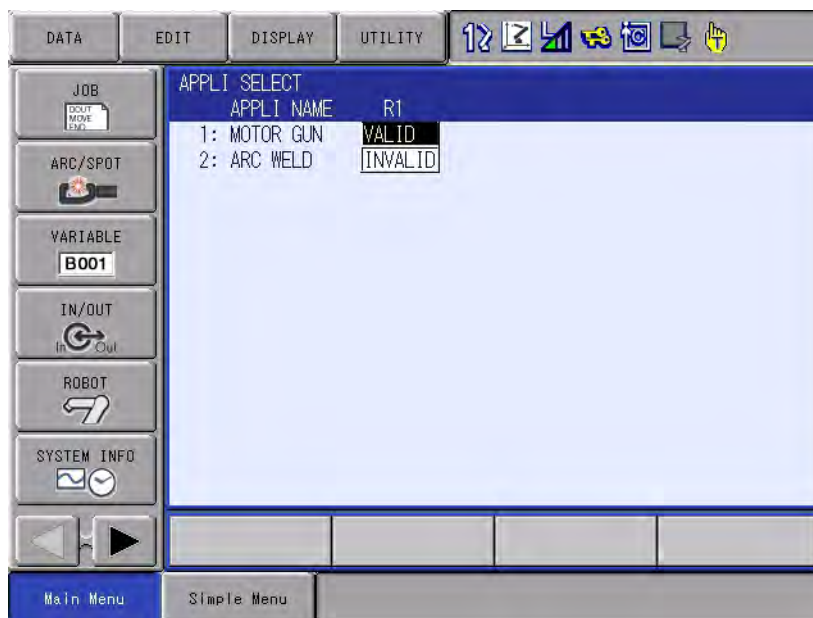 DATA EDIT DISPLAY UTILITY
JOB
DOUT
MOVE
END
ARC/SPOT
VARIABLE
B001
IN/OUT
In Out
ROBOT
SYSTEM INFO
APPLI SELECT
APPLI NAME R1
1: MOTOR GUN VALID
2: ARC WELD INVALID
Main Menu Simple Menu